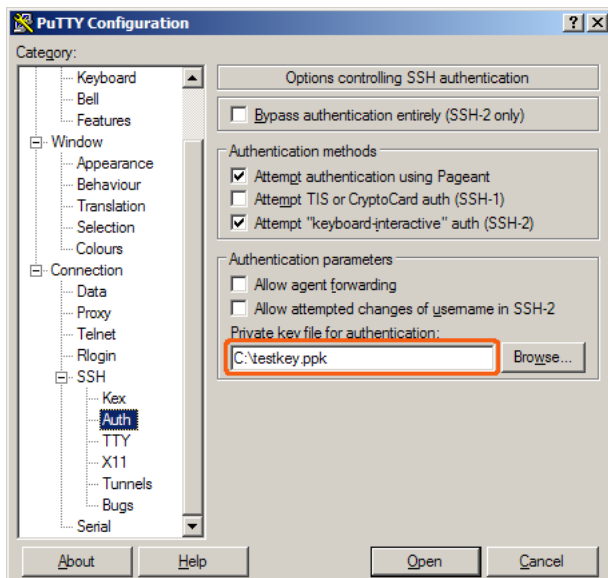 PuTTY Configuration
Category:
Keyboard
Bell
Features
Window
Appearance
Behaviour
Translation
Selection
Colours
Connection
Data
Proxy
Telnet
Rlogin
SSH
Kex
Auth
TTY
X11
Tunnels
Bugs
Serial
Options controlling SSH authentication
Bypass authentication entirely (SSH-2 only)
Authentication methods
Attempt authentication using Pageant
Attempt TIS or CryptoCard auth (SSH-1)
Attempt "keyboard-interactive" auth (SSH-2)
Authentication parameters
Allow agent forwarding
Allow attempted changes of username in SSH-2
Private key file for authentication:
C:\testkey.ppk
Browse...
About
Help
Open
Cancel